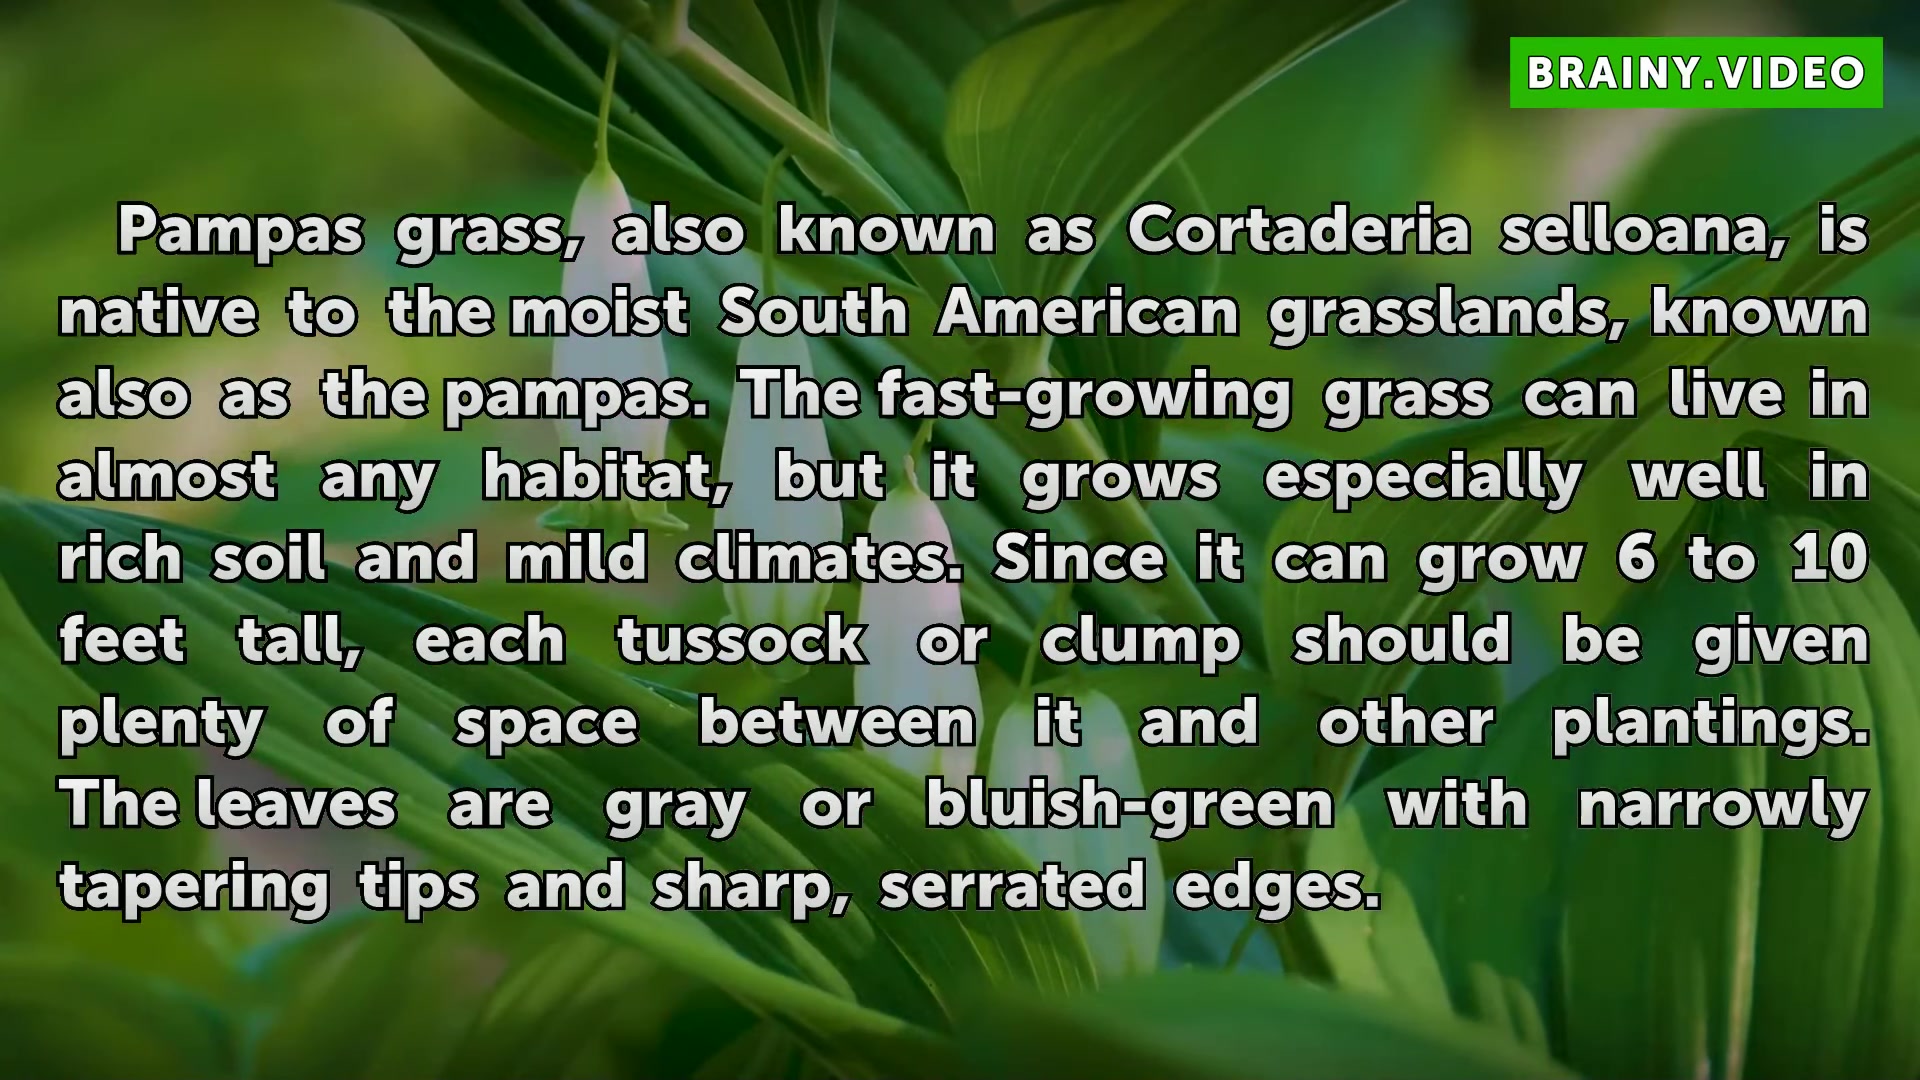 BRAINY.VIDEO
Pampas grass, also known as Cortaderia selloana, is
native to the moist South American grasslands, known
also as the pampas. The fast-growing grass can live in
almost any habitat, but it grows especially well in
rich soil and mild climates. Since it can grow 6 to 10
feet tall, each tussock or clump should be given
plenty of space between it and other plantings.
The leaves are gray or bluish-green with narrowly
tapering tips and sharp, serrated edges.